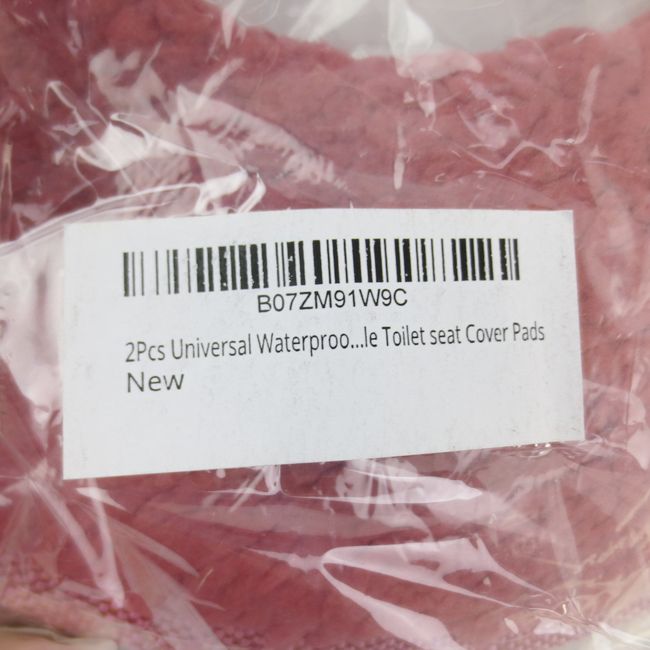 B07ZM91W9C
2Pcs Universal Waterproo...le Toilet seat Cover Pads
New